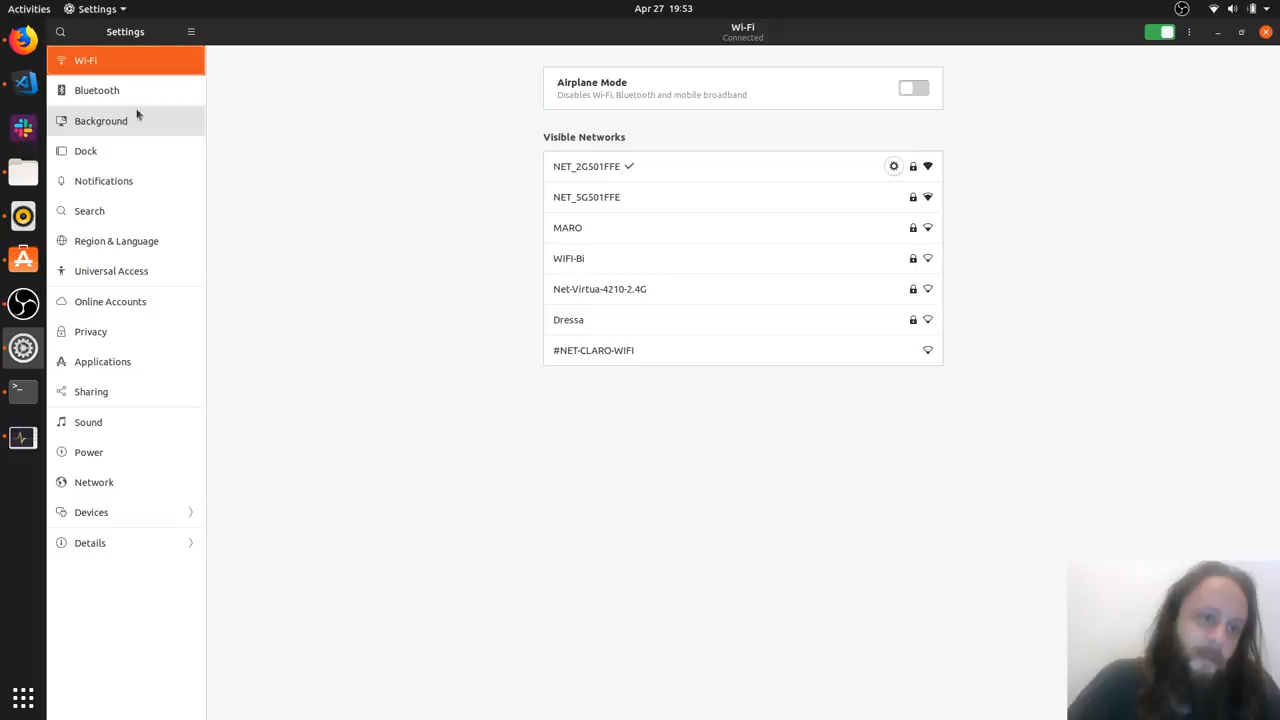 Activities
Settings
Apr 27 19:53
Settings
Wi-Fi
Connected
Wi-Fi
Bluetooth
Background
Dock
Notifications
Search
Region & Language
Universal Access
Online Accounts
Privacy
Applications
Sharing
Sound
Power
Network
Devices
Details
Airplane Mode
Disables Wi-Fi, Bluetooth and mobile broadband
Visible Networks
NET_2G501FFE
NET_5G501FFE
MARO
WIFI-Bi
Net-Virtua-4210-2.4G
Dressa
#NET-CLARO-WIFI